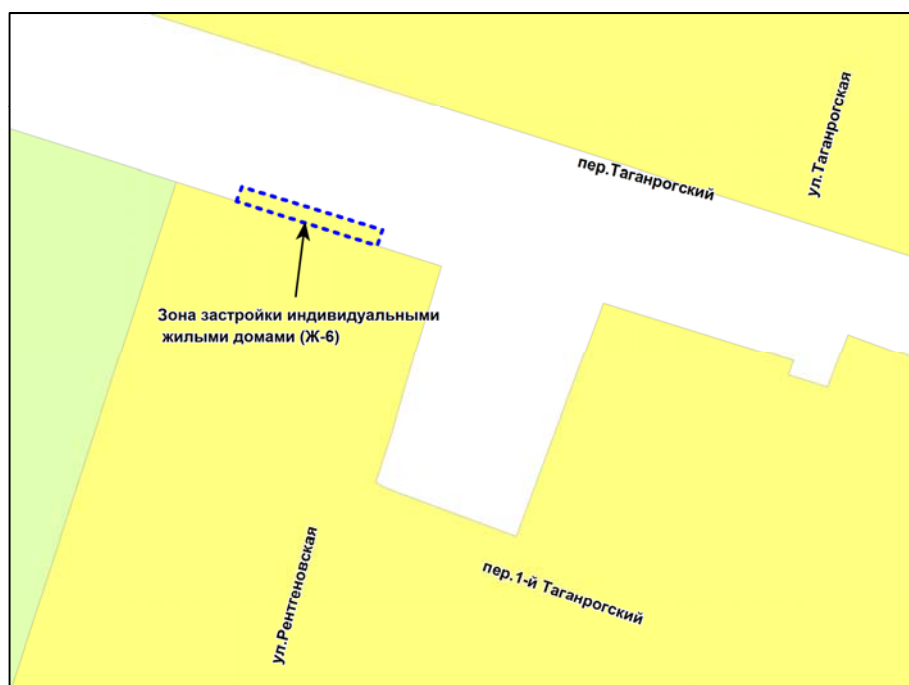 ул.Таганрогская
пер.Таганрогский
Зона застройки индивидуальными
жилыми домами (Ж-6)
ул.Рентгеновская
пер.1-й Таганрогский